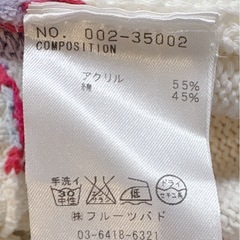 NO. 002-35002
COMPOSITION
アクリル 55%
綿 45%
手洗イ
30
中性
ドライ
セキユ系
㈱フルーツバド
03-6418-6321